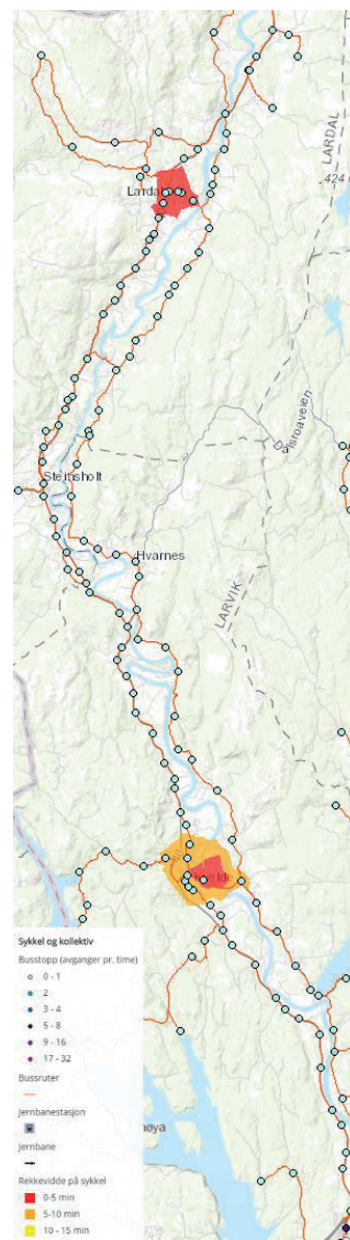 LARDAL
424
Lardal
Dalsroaveien
Steinsholt
Hvarnes
LARVIK
Sykkel og kollektiv
Busstopp (avganger pr. time)
0 - 1
2
3 - 4
5 - 8
9 - 16
17 - 32
Bussruter
Jernbanestasjon
Jernbane
Rekkevidde på sykkel
0-5 min
5-10 min
10 - 15 min